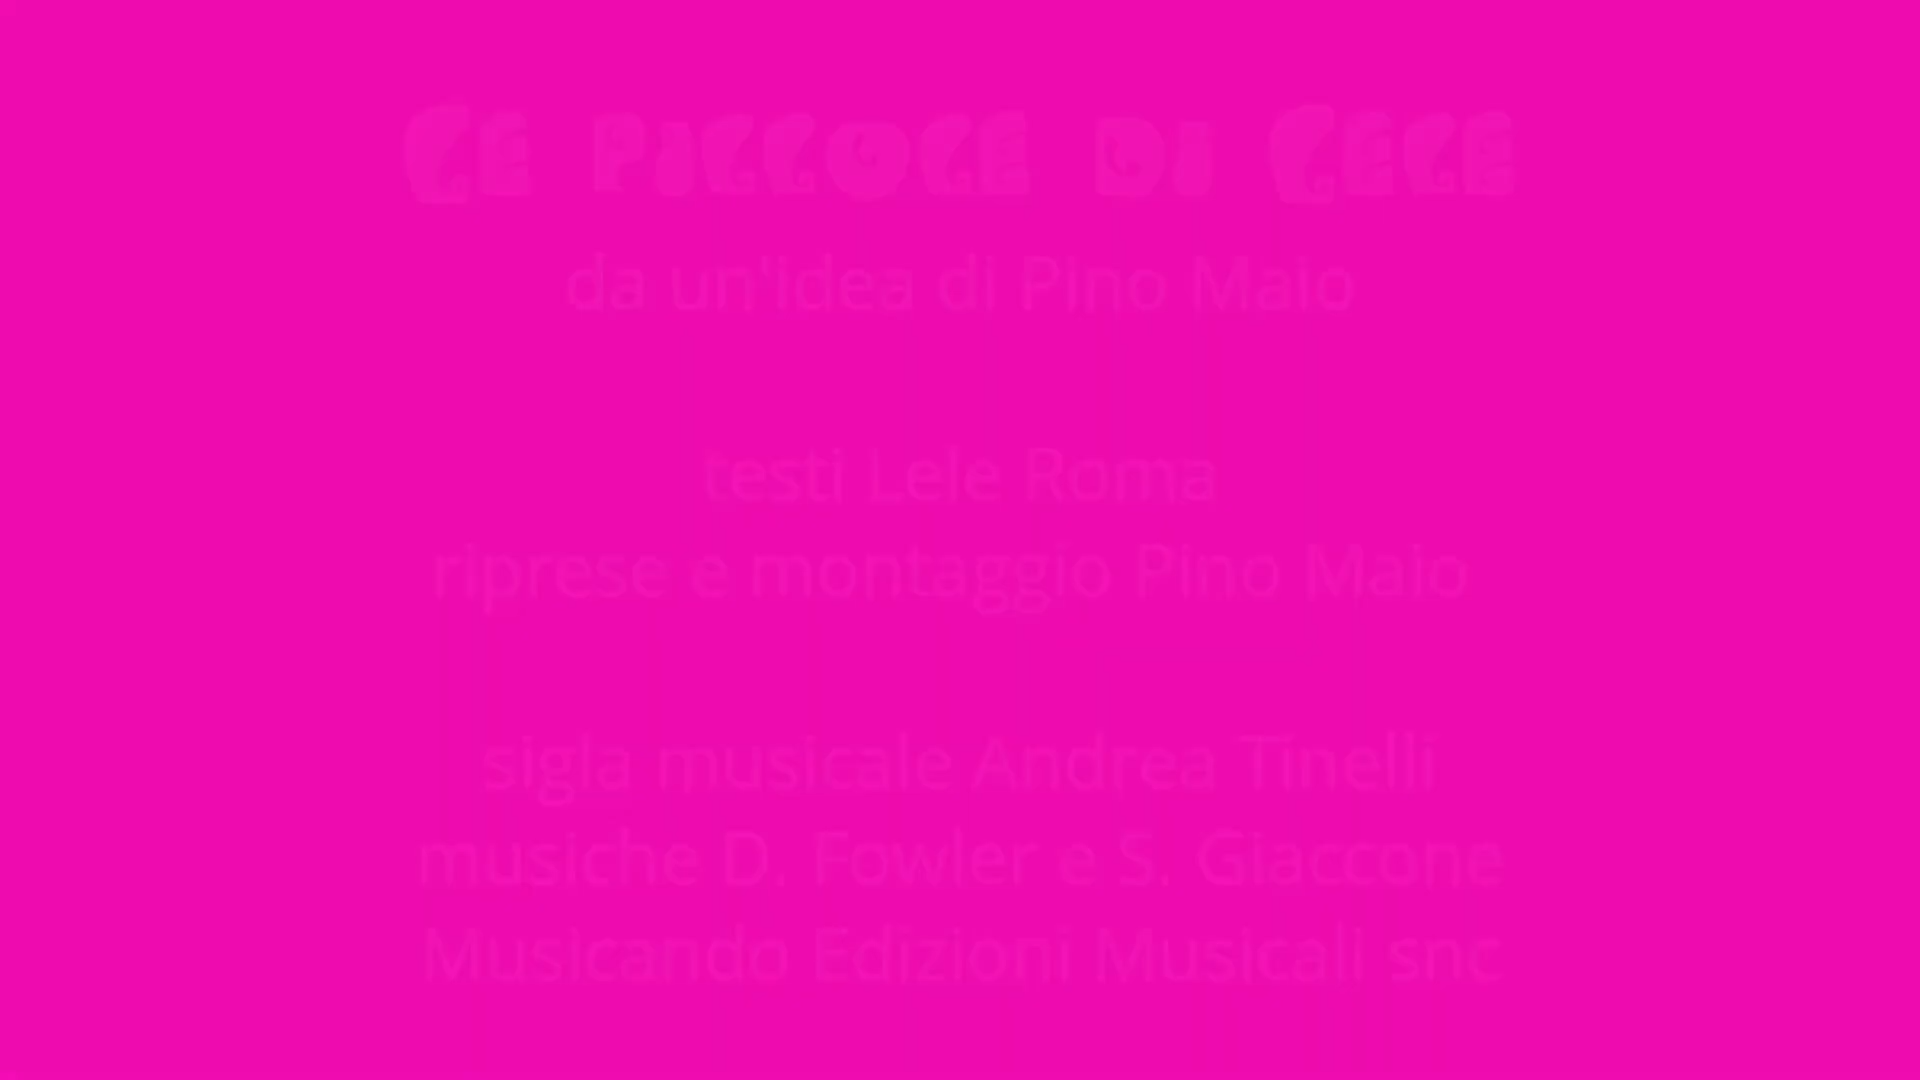 LE PILLOLE DI LELE
da un'idea di Pino Maio
testi Lele Roma
riprese e montaggio Pino Maio
sigla musicale Andrea Tinelli
musiche D. Fowler e S. Giaccone
Musicando Edizioni Musicali snc